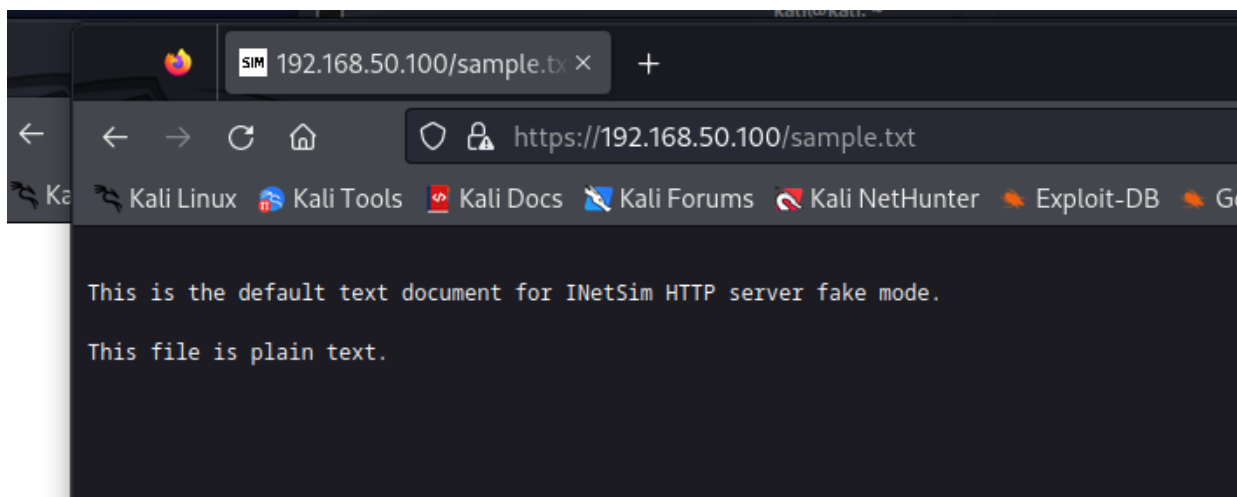 SIM 192.168.50.100/sample.tx
https://192.168.50.100/sample.txt
Ka Kali Linux Kali Tools Kali Docs Kali Forums Kali NetHunter Exploit-DB
This is the default text document for INetSim HTTP server fake mode.
This file is plain text.